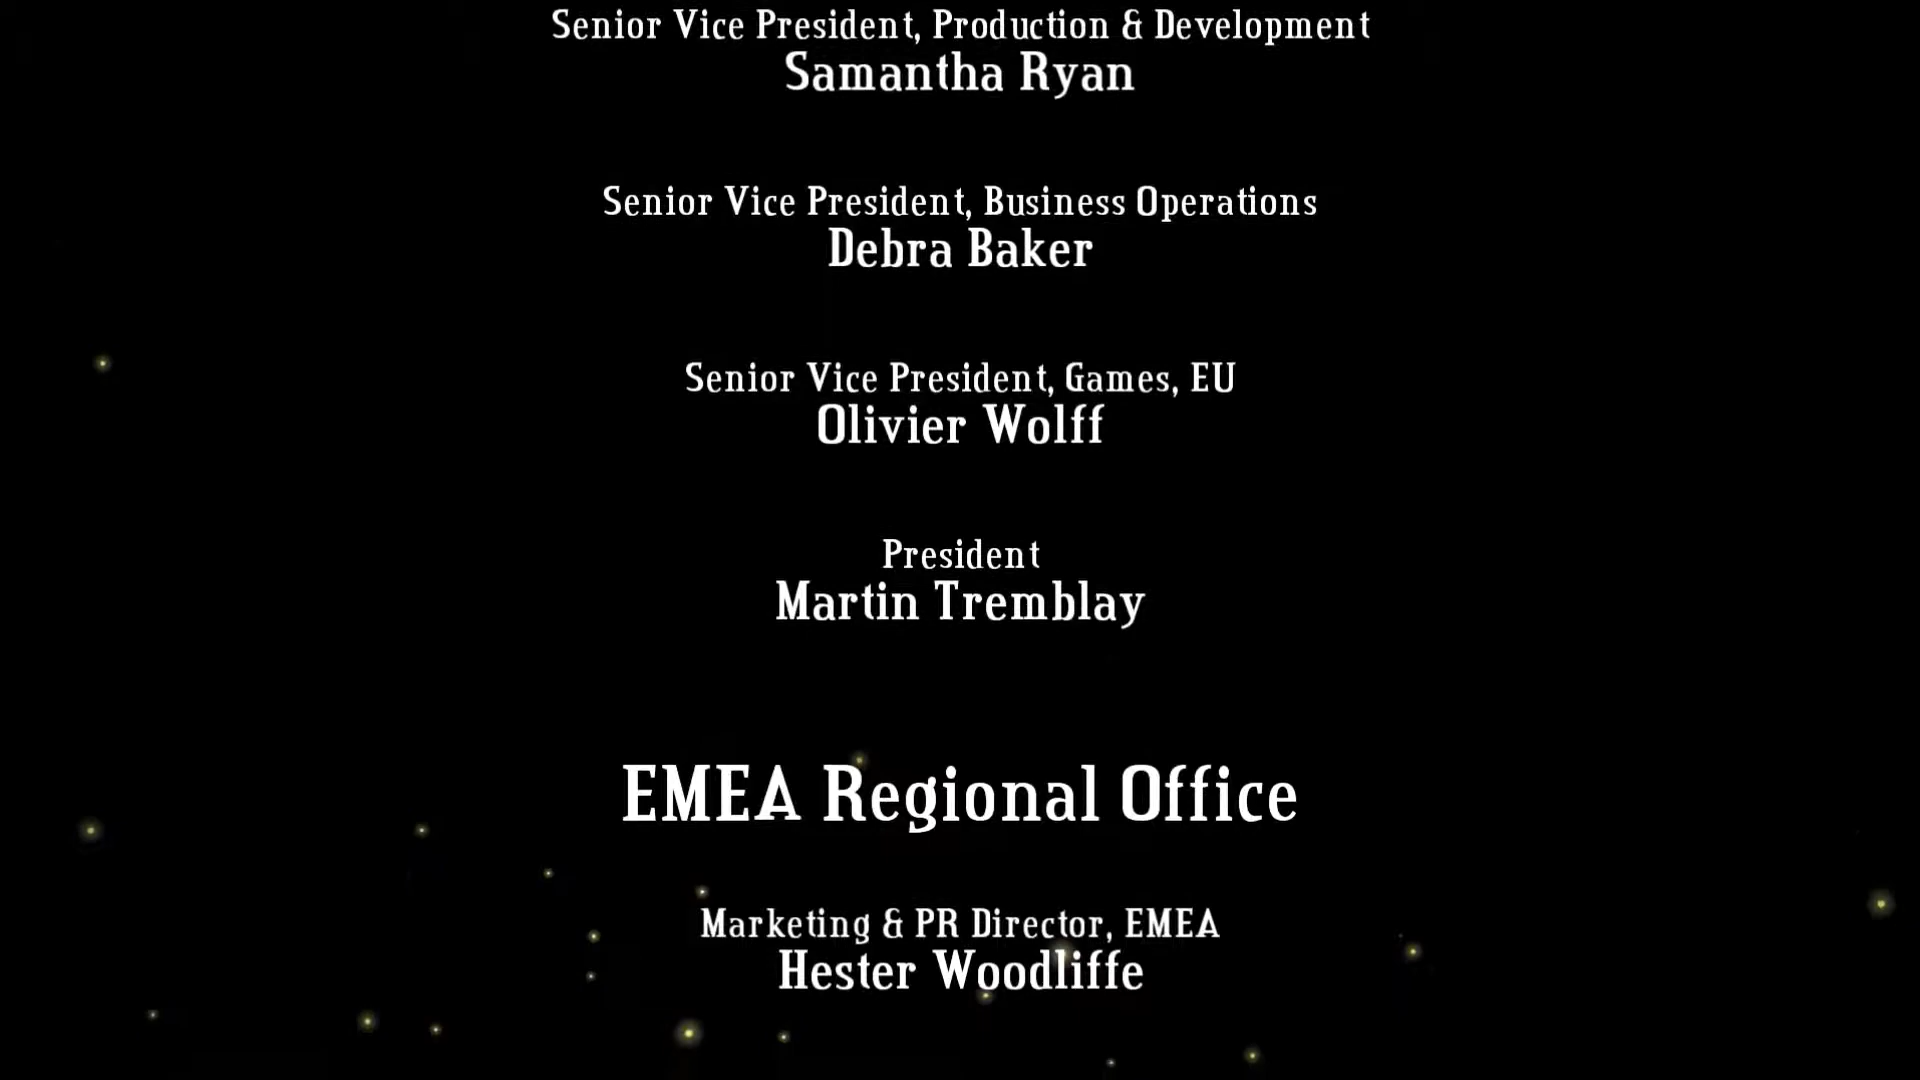 Senior Vice President, Production & Development
Samantha Ryan
Senior Vice President, Business Operations
Debra Baker
Senior Vice President, Games, EU
Olivier Wolff
President
Martin Tremblay
EMEA Regional Office
Marketing & PR Director, EMEA
Hester Woodliffe